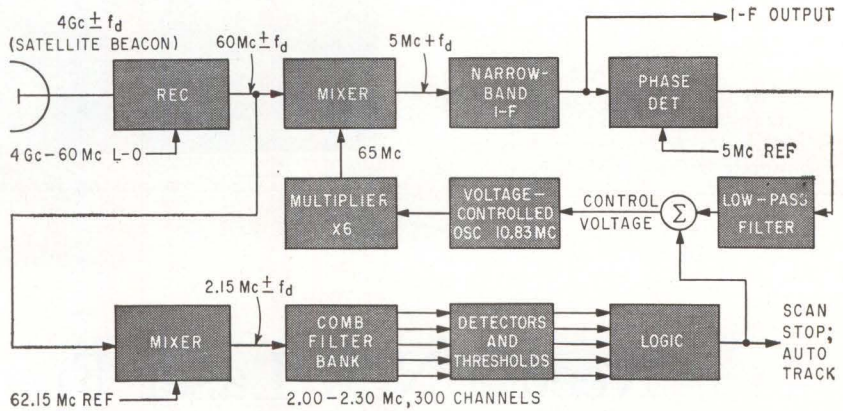 4Gc ± fd
(SATELLITE BEACON)
60Mc ± fd
5Mc + fd
I-F OUTPUT
REC
MIXER
NARROW-
BAND
I-F
PHASE
DET
4Gc-60 Mc L-O
65 Mc
5Mc REF
MULTIPLIER
X6
VOLTAGE-
CONTROLLED
OSC 10.83 MC
CONTROL
VOLTAGE
Σ
LOW-PASS
FILTER
2.15 Mc ± fd
MIXER
COMB
FILTER
BANK
DETECTORS
AND
THRESHOLDS
LOGIC
SCAN
STOP;
AUTO
TRACK
62.15 Mc REF
2.00-2.30 Mc, 300 CHANNELS